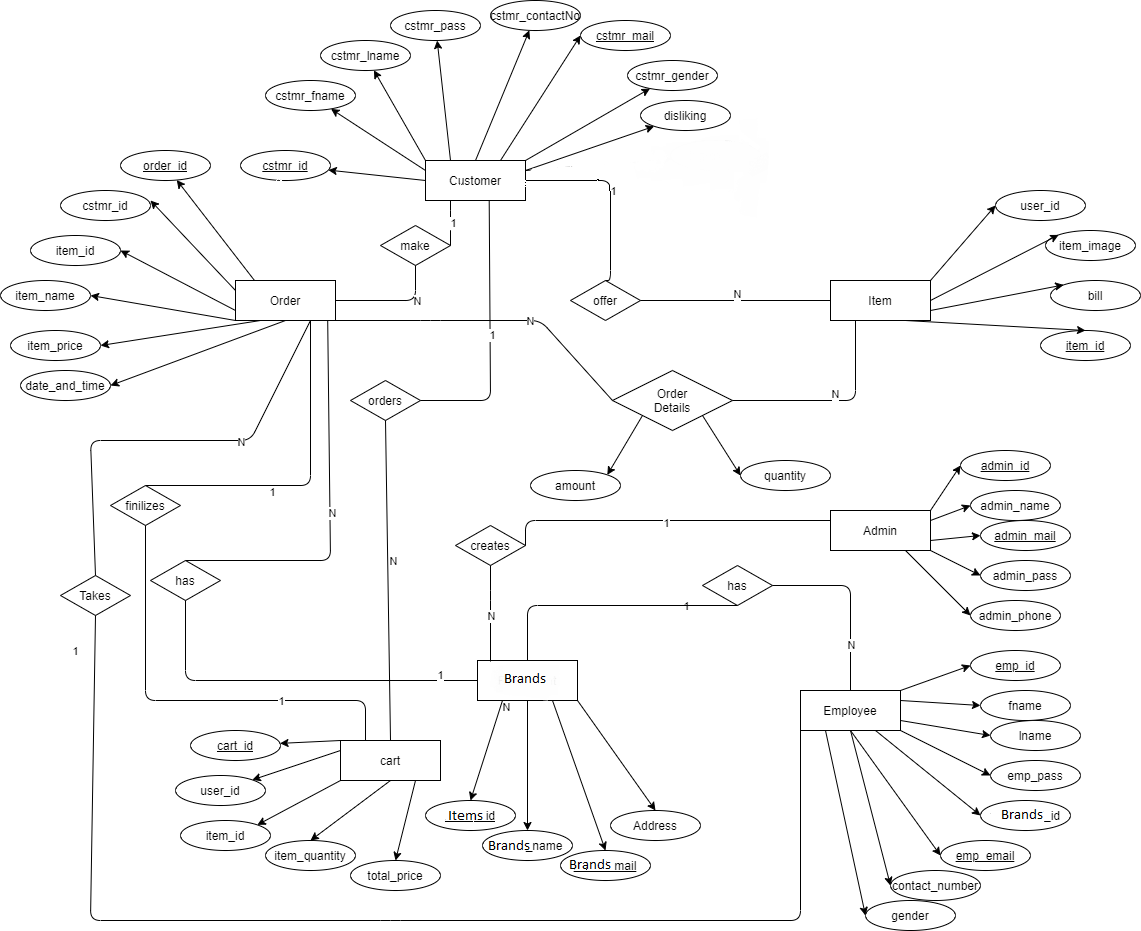 cstmr_contactNo
cstmr_pass
cstmr_mail
cstmr_lname
cstmr_gender
cstmr_fname
disliking
order_id
cstmr_id
Customer
1
cstmr_id
user_id
1
make
item_image
item_id
item_name
Order
N
offer
N
Item
bill
N
1
item_price
item_id
date_and_time
orders
Order
Details
N
N
1
finilizes
amount
quantity
admin_id
admin_name
N
1
Admin
admin_mail
creates
N
has
has
admin_pass
Takes
1
N
admin_phone
N
1
1
Brands
emp_id
1
N
Employee
fname
lname
cart_id
cart
user_id
emp_pass
Items id
Address
Brands_id
item_id
Brands_name
item_quantity
Brands mail
emp_email
total_price
contact_number
gender